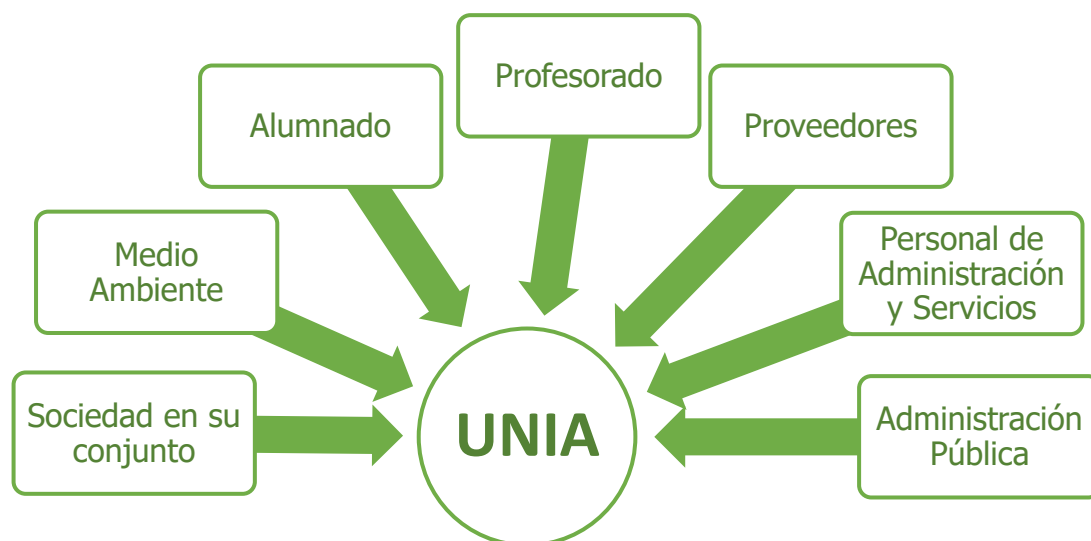 Profesorado
Alumnado
Proveedores
Medio
Ambiente
Personal de
Administración
y Servicios
Sociedad en su
conjunto
UNIA
Administración
Pública